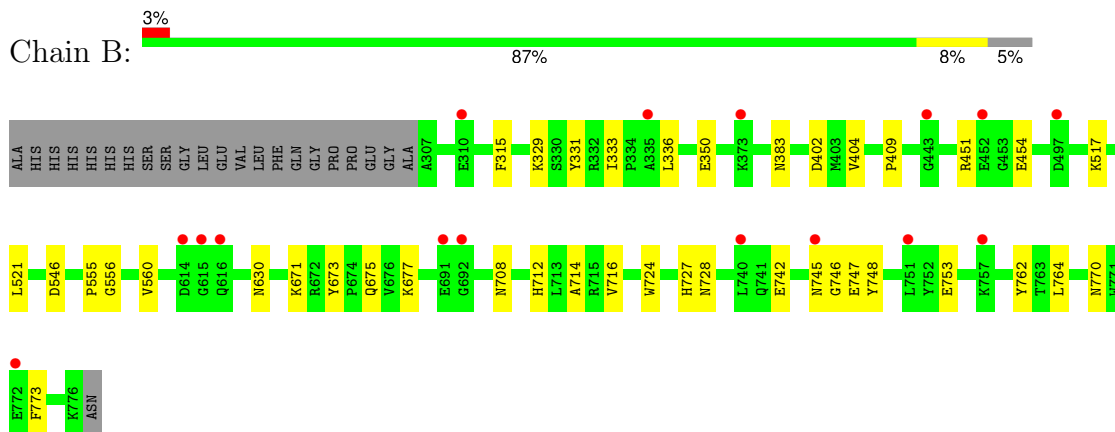 3%
Chain B:
87% 8% 5%
ALA HIS HIS HIS HIS HIS HIS SER SER GLY LEU GLU VAL LEU PHE GLN GLY PRO PRO GLU GLY ALA A307 E310 F315 K329 S330 Y331 R332 I333 P334 A335 L336 E350 K373 N383 D402 M403 V404 P409 G443 R451 E452 G453 E454 D497 K517
L521 D546 P555 G556 V560 D614 G615 Q616 N630 K671 R672 Y673 P674 Q675 V676 K677 E691 G692 N708 H712 L713 A714 R715 V716 W724 H727 N728 L740 Q741 E742 N745 G746 E747 Y748 L751 Y752 E753 K757 Y762 T763 L764 N770 W771
E772 F773 K776 ASN